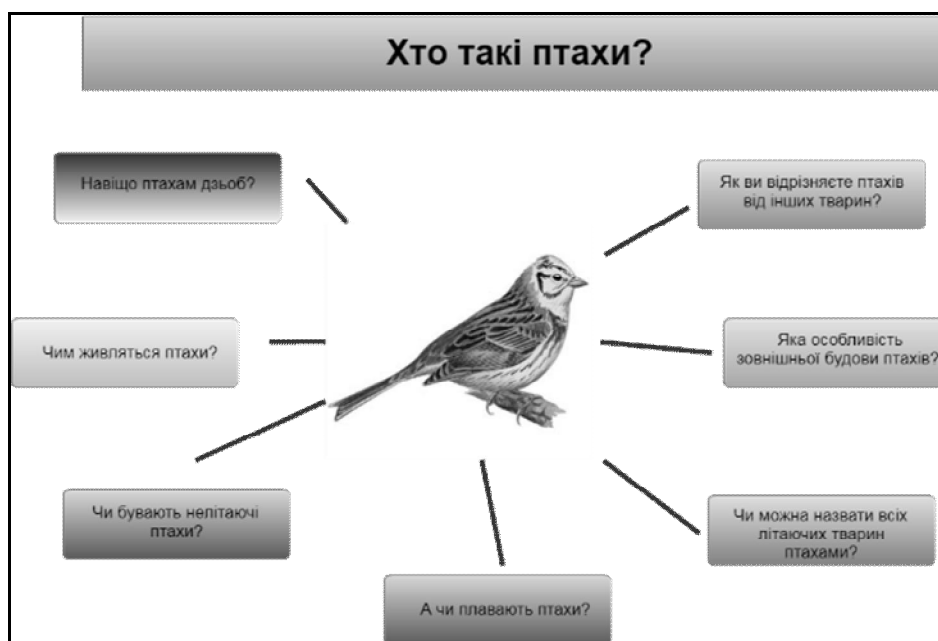 Хто такі птахи?
Навіщо птахам дзьоб?
Як ви відрізняєте птахів
від інших тварин?
Чим живляться птахи?
Яка особливість
зовнішньої будови птахів?
Чи бувають нелітаючі
птахи?
Чи можна назвати всіх
літаючих тварин
птахами?
А чи плавають птахи?